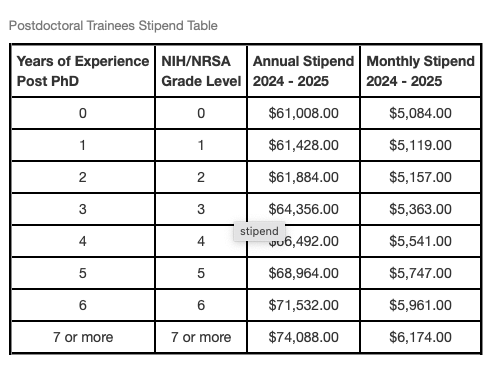 Postdoctoral Trainees Stipend Table
Years of Experience NIH/NRSA Annual Stipend Monthly Stipend
Post PhD Grade Level 2024 - 2025 2024 - 2025
0 0 $61,008.00 $5,084.00
1 1 $61,428.00 $5,119.00
2 2 $61,884.00 $5,157.00
3 3 $64,356.00 $5,363.00
stipend
4 4 $66,492.00 $5,541.00
5 5 $68,964.00 $5,747.00
6 6 $71,532.00 $5,961.00
7 or more 7 or more $74,088.00 $6,174.00